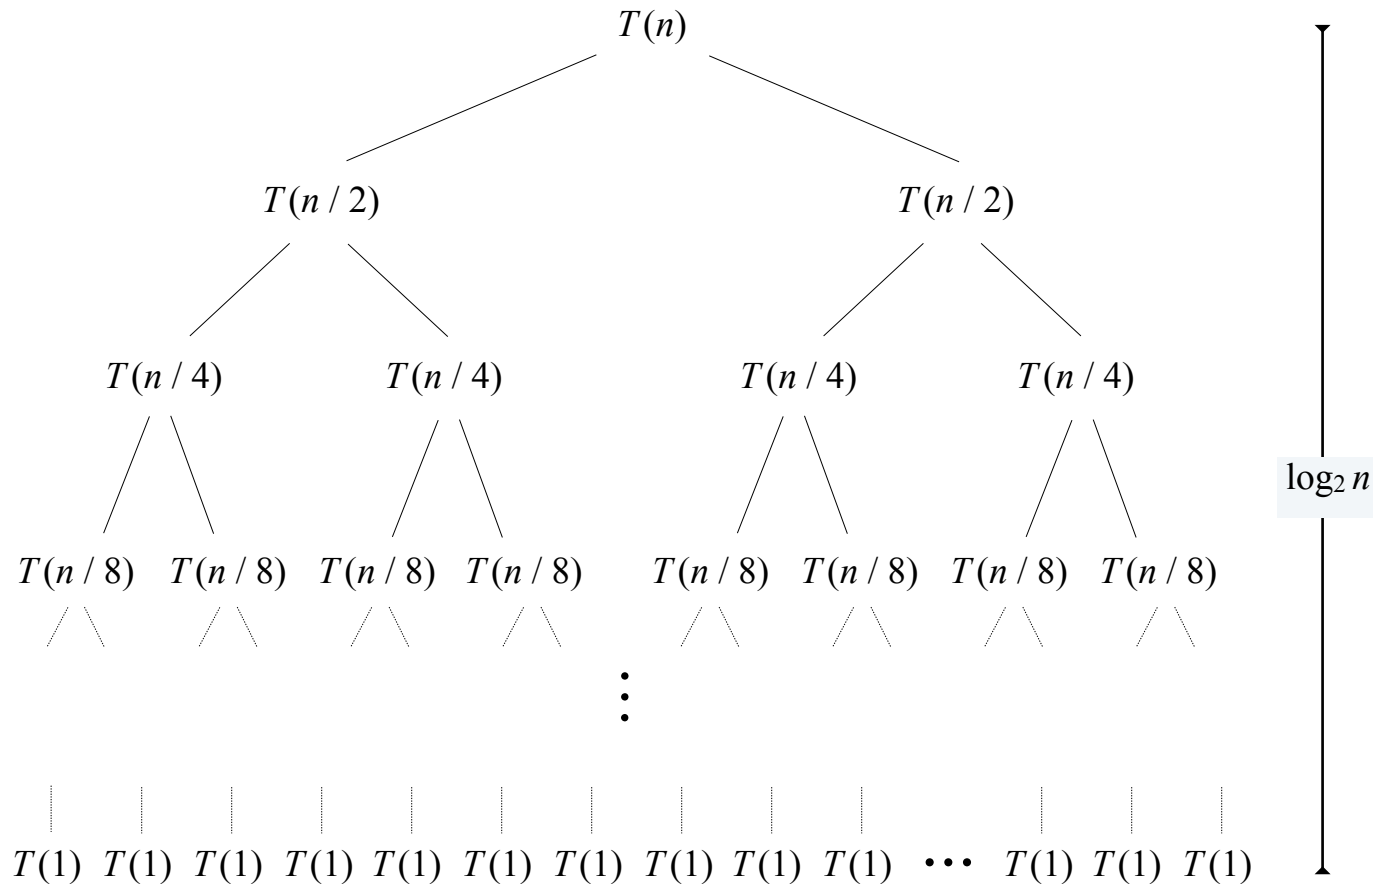 T(n)
T(n / 2) T(n / 2)
T(n / 4) T(n / 4) T(n / 4) T(n / 4)
log₂ n
T(n / 8) T(n / 8) T(n / 8) T(n / 8) T(n / 8) T(n / 8) T(n / 8) T(n / 8)
⋮
T(1) T(1) T(1) T(1) T(1) T(1) T(1) T(1) T(1) T(1) ⋯ T(1) T(1) T(1)